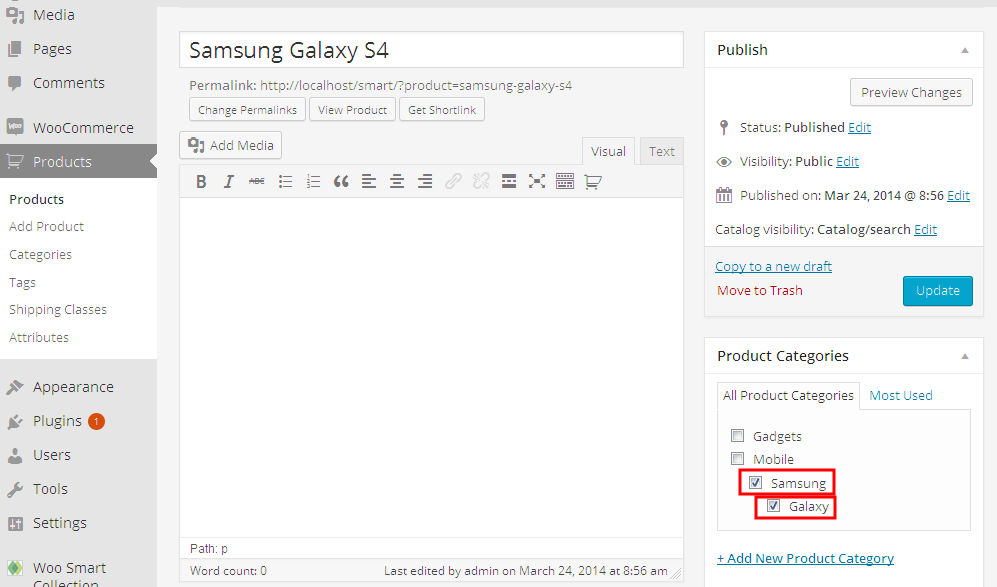 Media
Pages
Comments
WooCommerce
Products
Products
Add Product
Categories
Tags
Shipping Classes
Attributes
Appearance
Plugins 1
Users
Tools
Settings
Woo Smart
Collection
Samsung Galaxy S4
Permalink: http://localhost/smart/?product=samsung-galaxy-s4
Change Permalinks View Product Get Shortlink
Add Media
Visual Text
B I ABC
Path: p
Word count: 0 Last edited by admin on March 24, 2014 at 8:56 am
Publish
Preview Changes
Status: Published Edit
Visibility: Public Edit
Published on: Mar 24, 2014 @ 8:56 Edit
Catalog visibility: Catalog/search Edit
Copy to a new draft
Move to Trash Update
Product Categories
All Product Categories Most Used
Gadgets
Mobile
Samsung
Galaxy
+ Add New Product Category